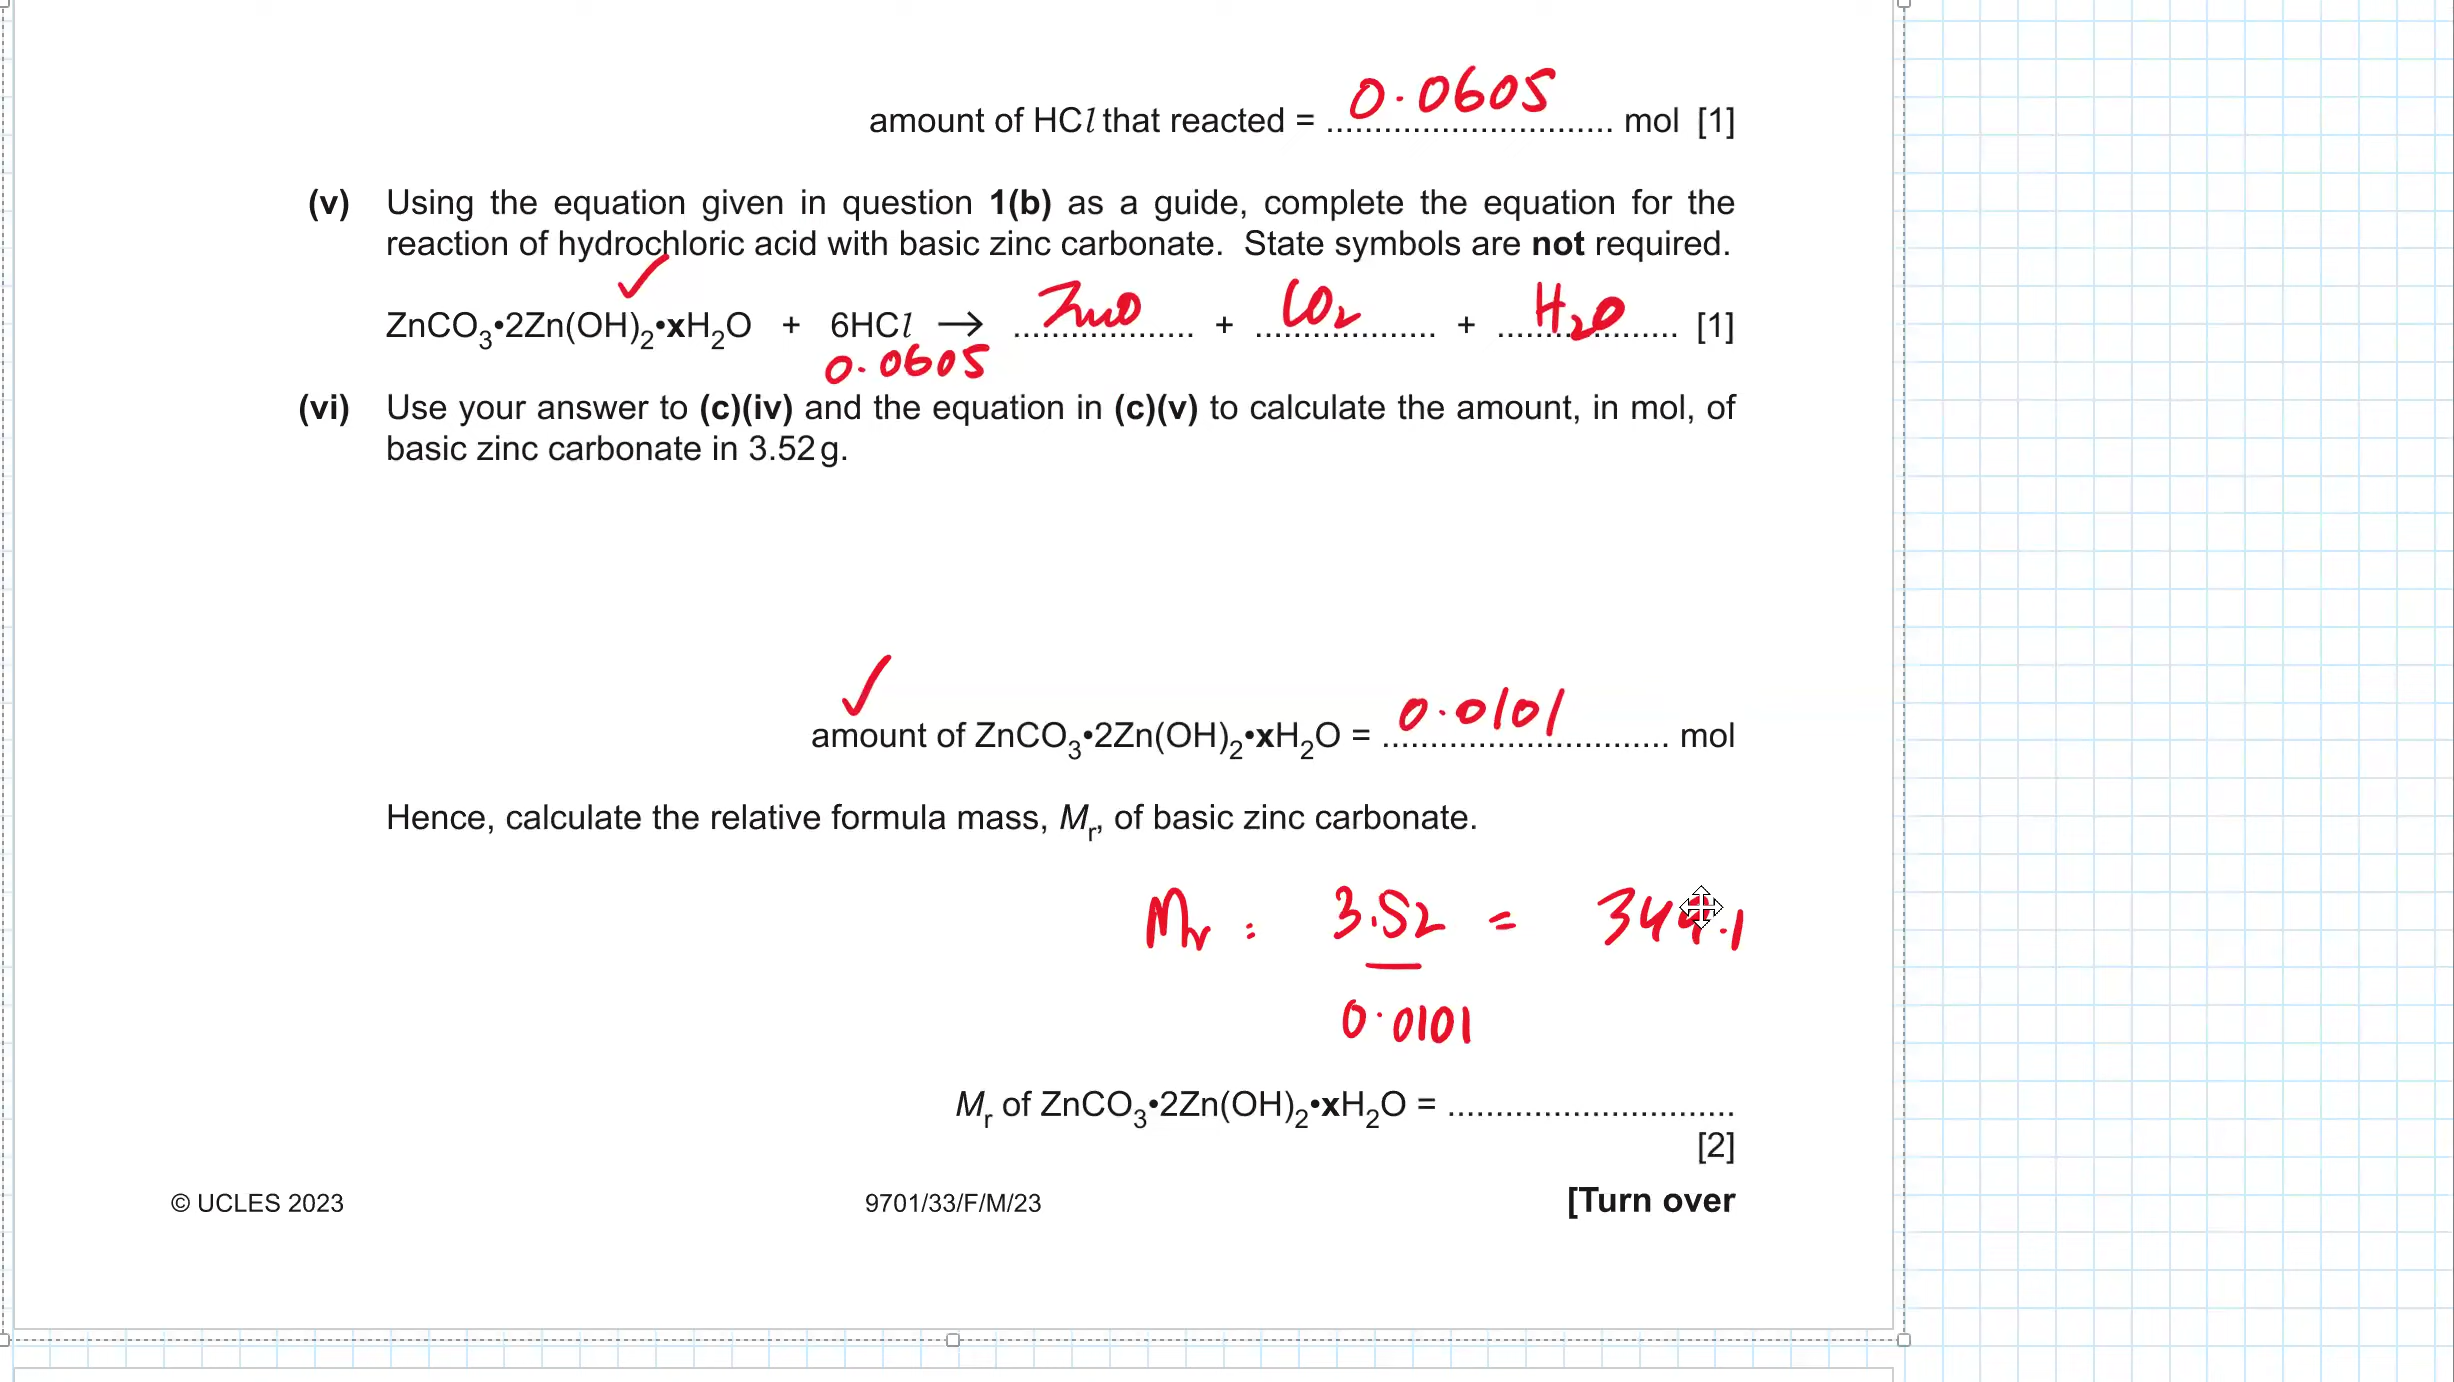 0.0605
amount of HCl that reacted = .............................. mol [1]
(v) Using the equation given in question 1(b) as a guide, complete the equation for the
reaction of hydrochloric acid with basic zinc carbonate. State symbols are not required.
✓
ZnCO3•2Zn(OH)2•xH2O + 6HCl → ZnO + CO2 + H2O [1]
0.0605
(vi) Use your answer to (c)(iv) and the equation in (c)(v) to calculate the amount, in mol, of
basic zinc carbonate in 3.52 g.
✓
amount of ZnCO3•2Zn(OH)2•xH2O = 0.0101 mol
Hence, calculate the relative formula mass, Mr, of basic zinc carbonate.
Mr : 3.52 =
0.0101
Mr of ZnCO3•2Zn(OH)2•xH2O = ..............................
[2]
© UCLES 2023 9701/33/F/M/23 [Turn over